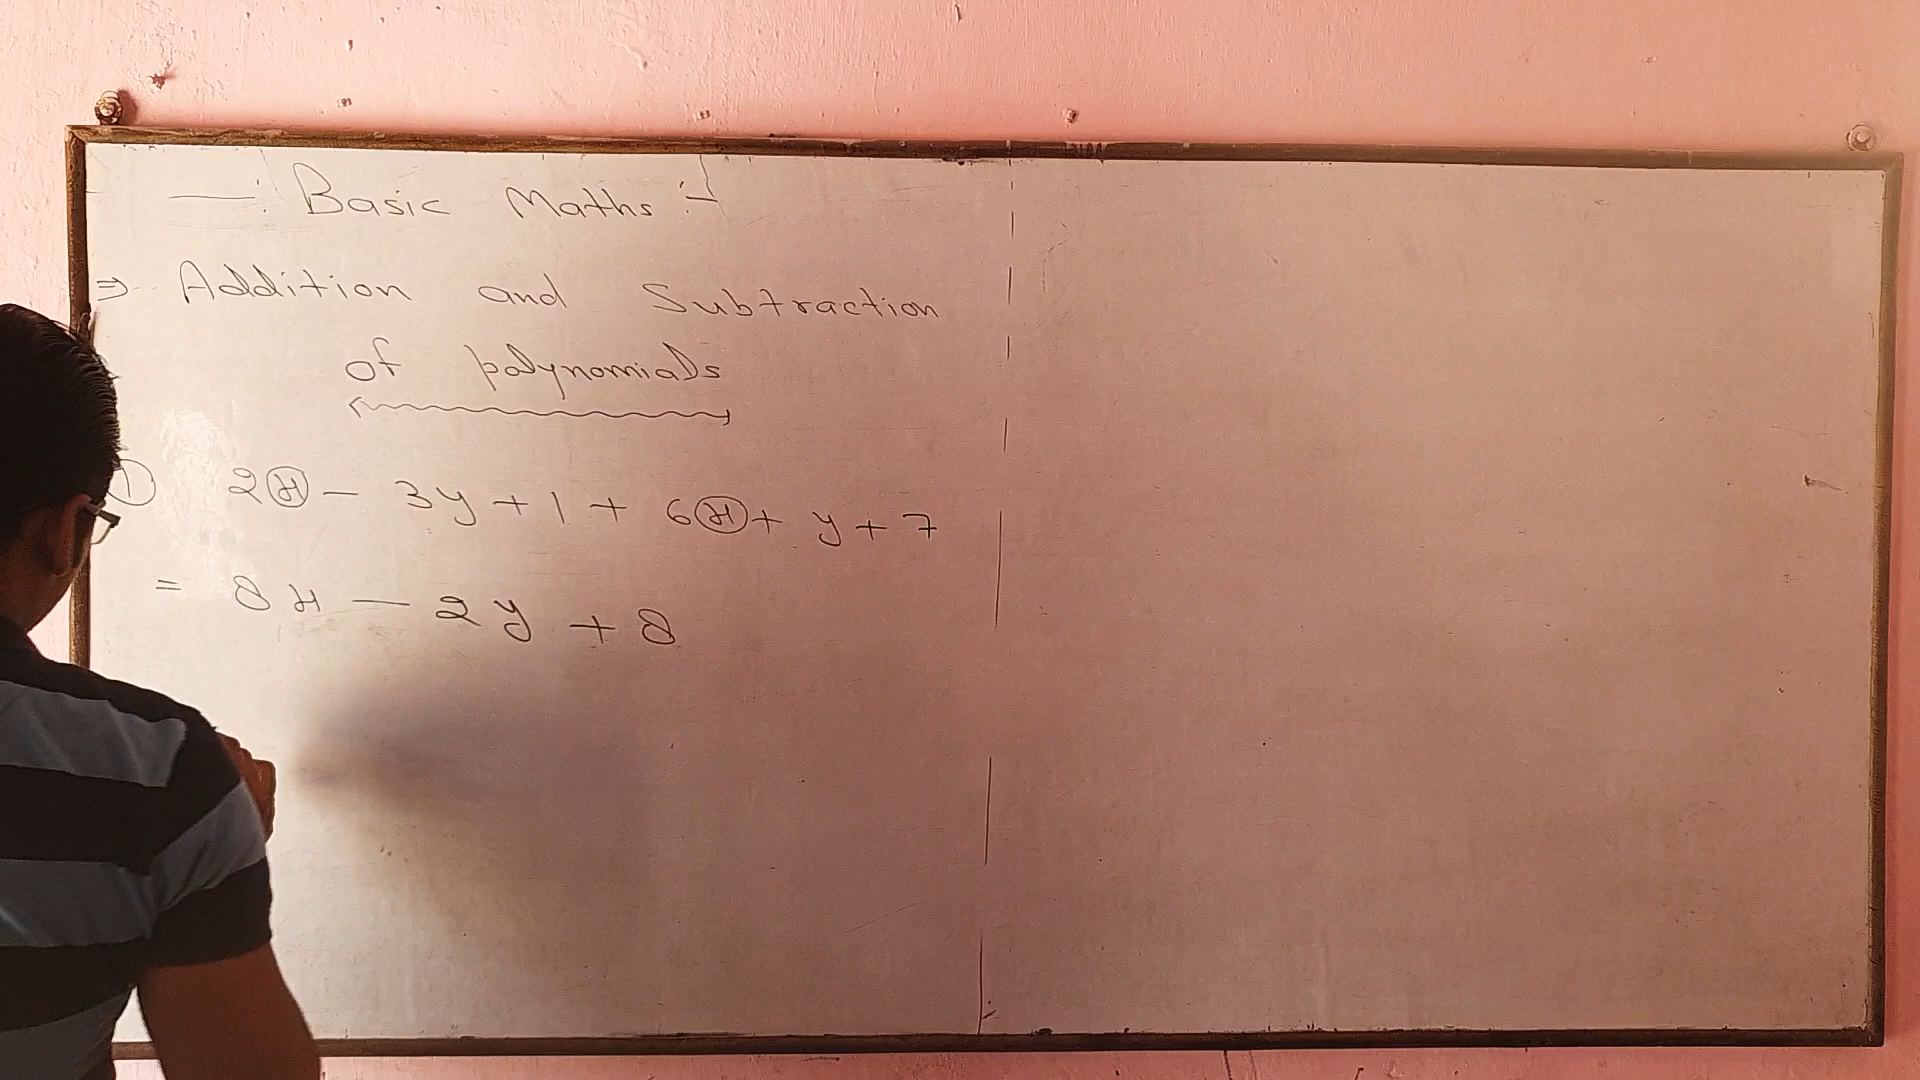 —: Basic Maths :-
⇒ Addition and Subtraction
of polynomials
① 2x - 3y + 1 + 6x + y + 7
= 8x - 2y + 8